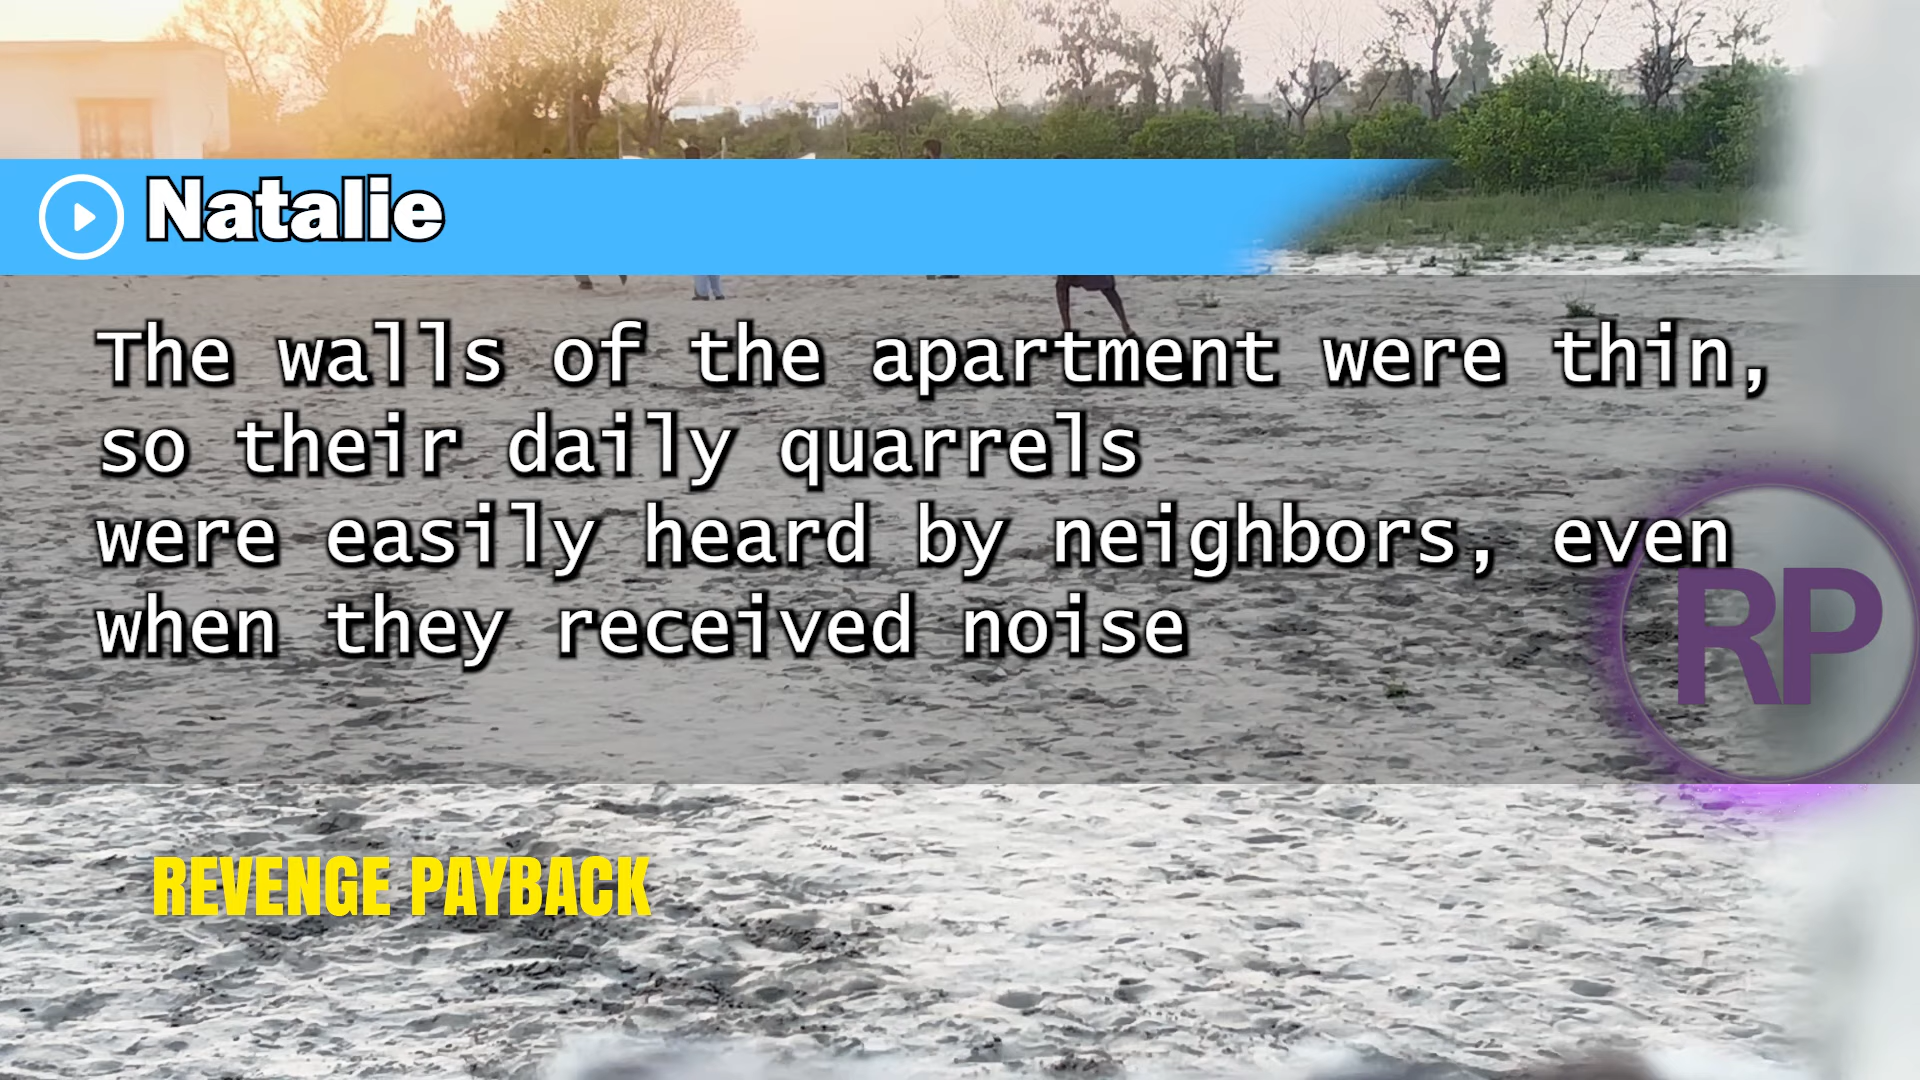 Natalie
The walls of the apartment were thin,
so their daily quarrels
were easily heard by neighbors, even
when they received noise
RP
REVENGE PAYBACK